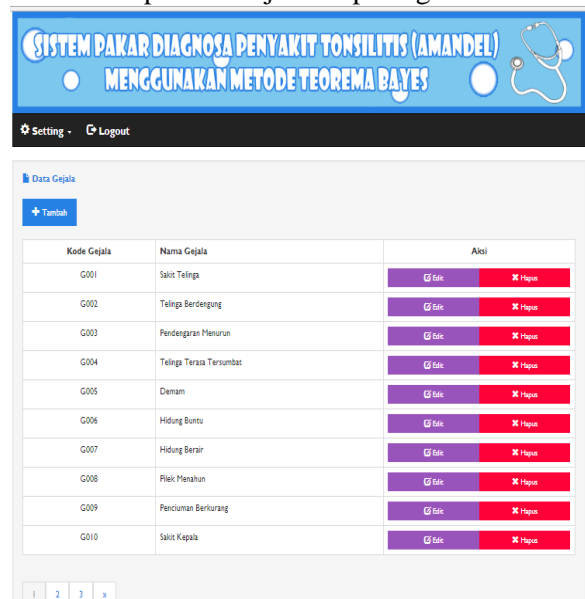 SISTEM PAKAR DIAGNOSA PENYAKIT TONSILITIS (AMANDEL)
MENGGUNAKAN METODE TEOREMA BAYES
Setting Logout
Data Gejala
+ Tambah
Kode Gejala Nama Gejala Aksi
G001 Sakit Telinga Edit Hapus
G002 Telinga Berdengung Edit Hapus
G003 Pendengaran Menurun Edit Hapus
G004 Telinga Terasa Tersumbat Edit Hapus
G005 Demam Edit Hapus
G006 Hidung Buntu Edit Hapus
G007 Hidung Berair Edit Hapus
G008 Pilek Menahun Edit Hapus
G009 Penciuman Berkurang Edit Hapus
G010 Sakit Kepala Edit Hapus
1 2 3 »